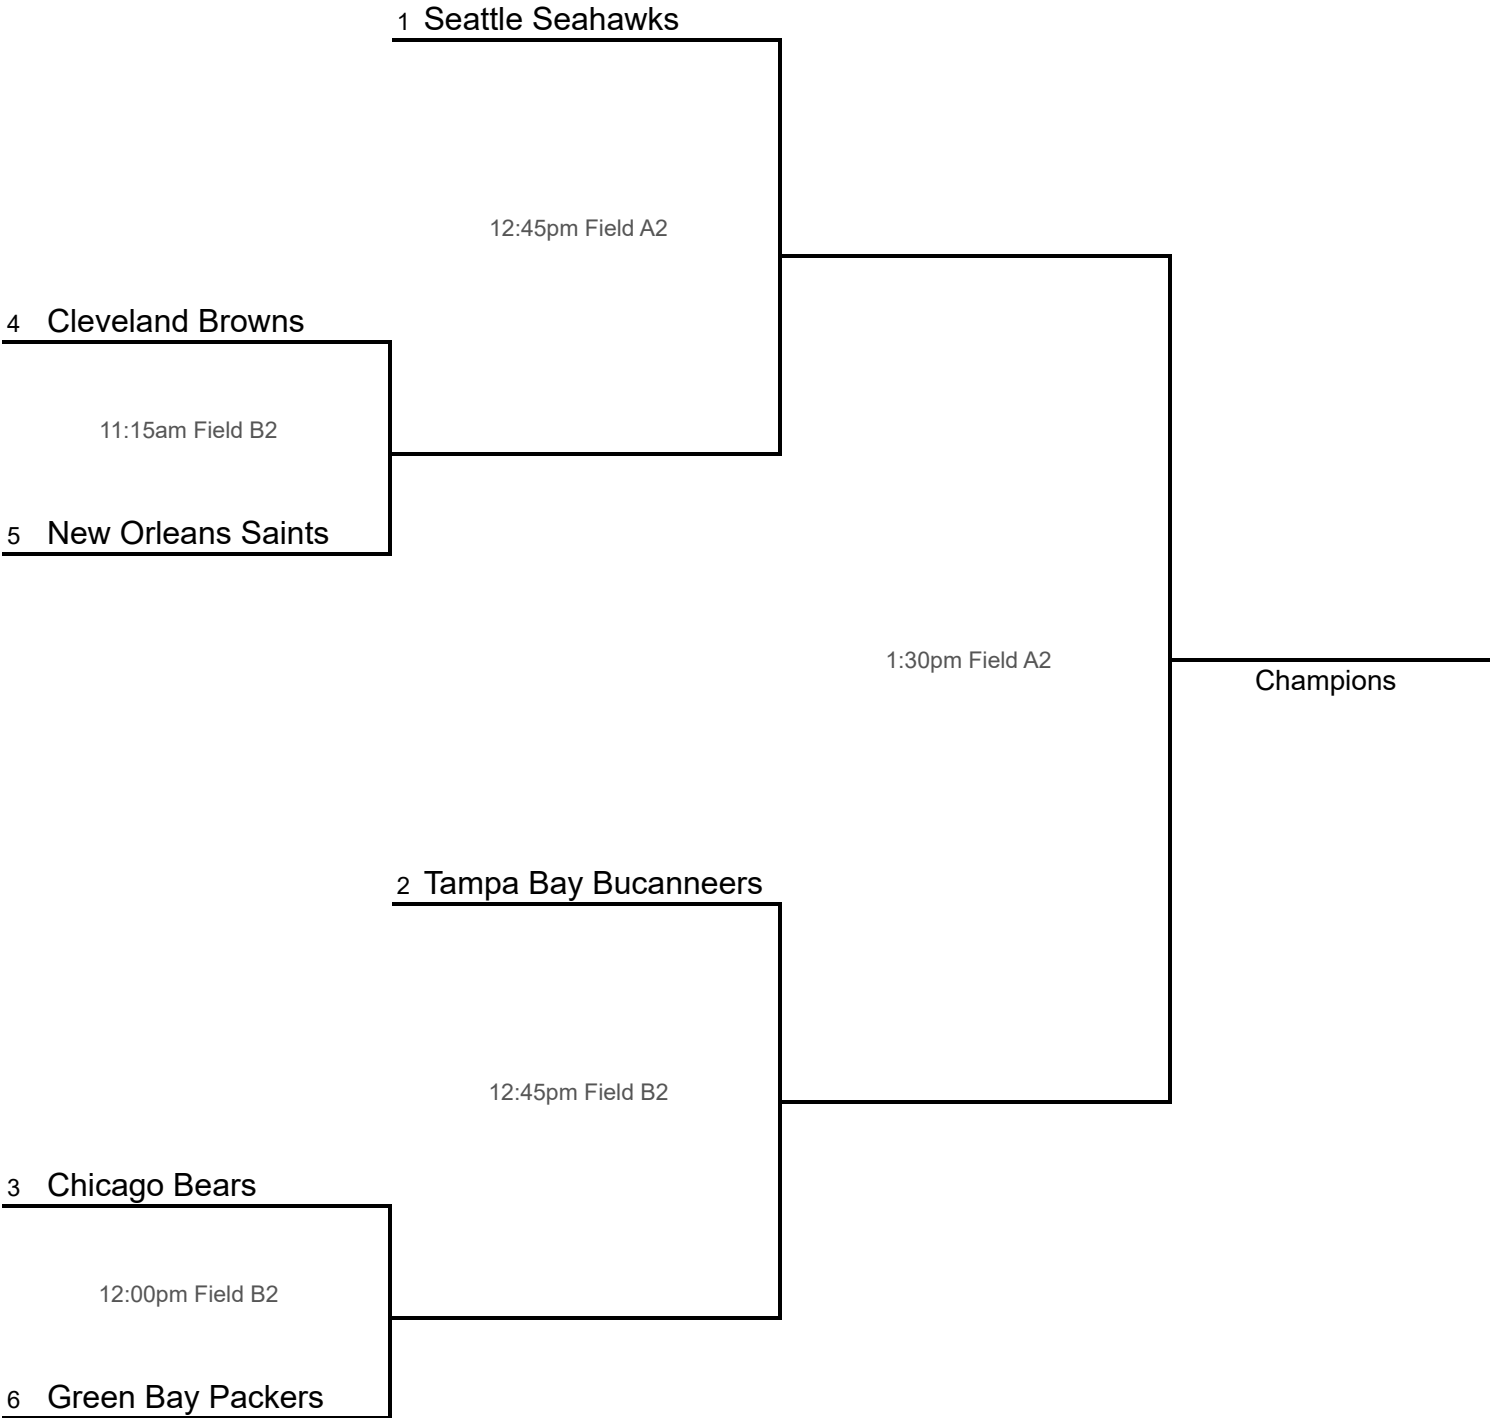 1 Seattle Seahawks
12:45pm Field A2
4 Cleveland Browns
11:15am Field B2
5 New Orleans Saints
1:30pm Field A2
Champions
2 Tampa Bay Bucanneers
12:45pm Field B2
3 Chicago Bears
12:00pm Field B2
6 Green Bay Packers